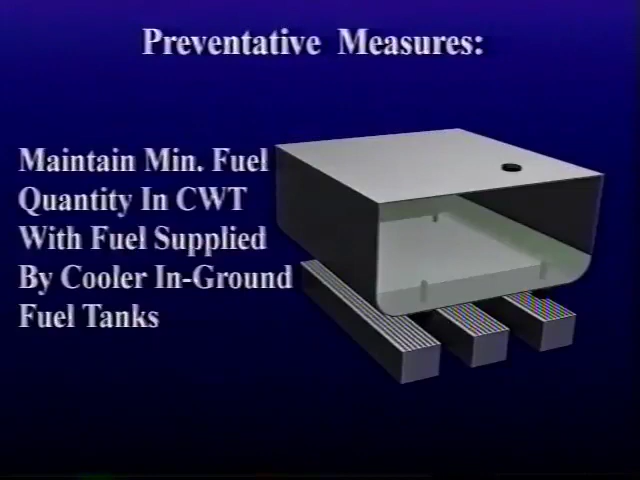 Preventative Measures:
Maintain Min. Fuel
Quantity In CWT
With Fuel Supplied
By Cooler In-Ground
Fuel Tanks